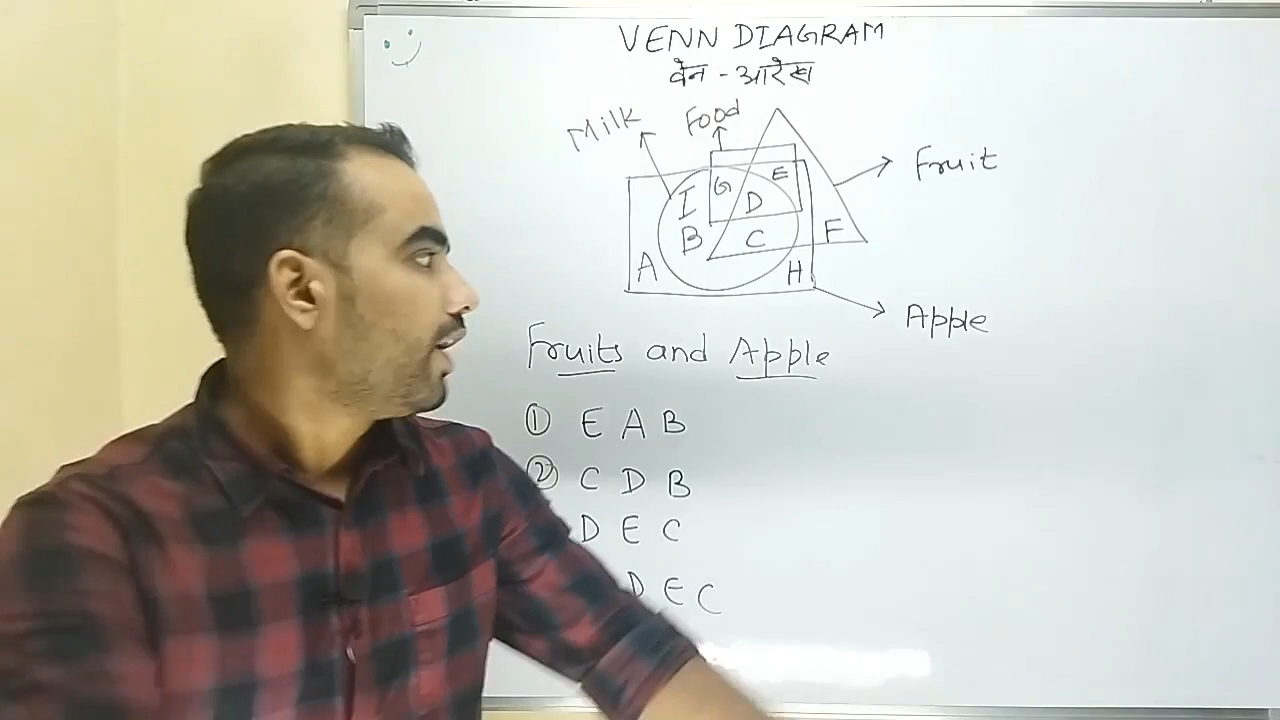 VENN DIAGRAM
वेन - आरेख
Milk
Food
Fruit
G E
I D
B C F
A H
Apple
Fruits and Apple
① E A B
② C D B
D E C
D E C